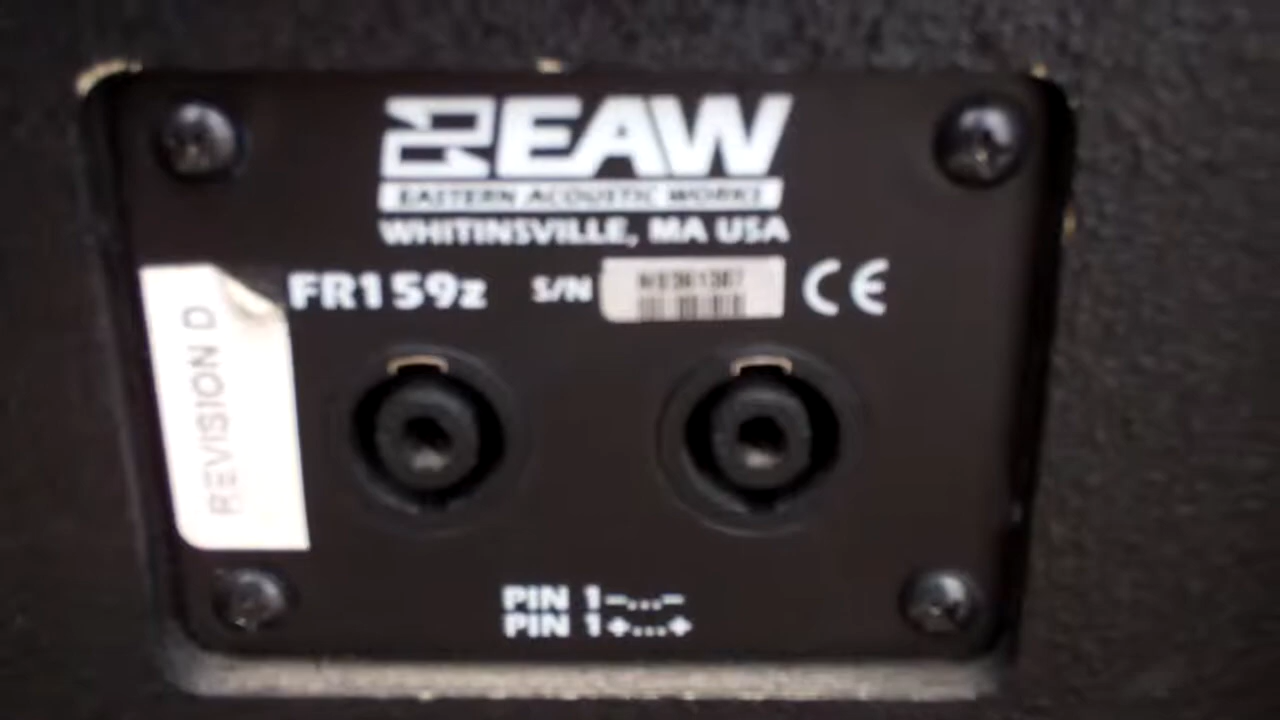 EAW
EASTERN ACOUSTIC WORKS
WHITINSVILLE, MA USA
FR159z S/N CE
REVISION D
PIN 1-...-
PIN 1+...+